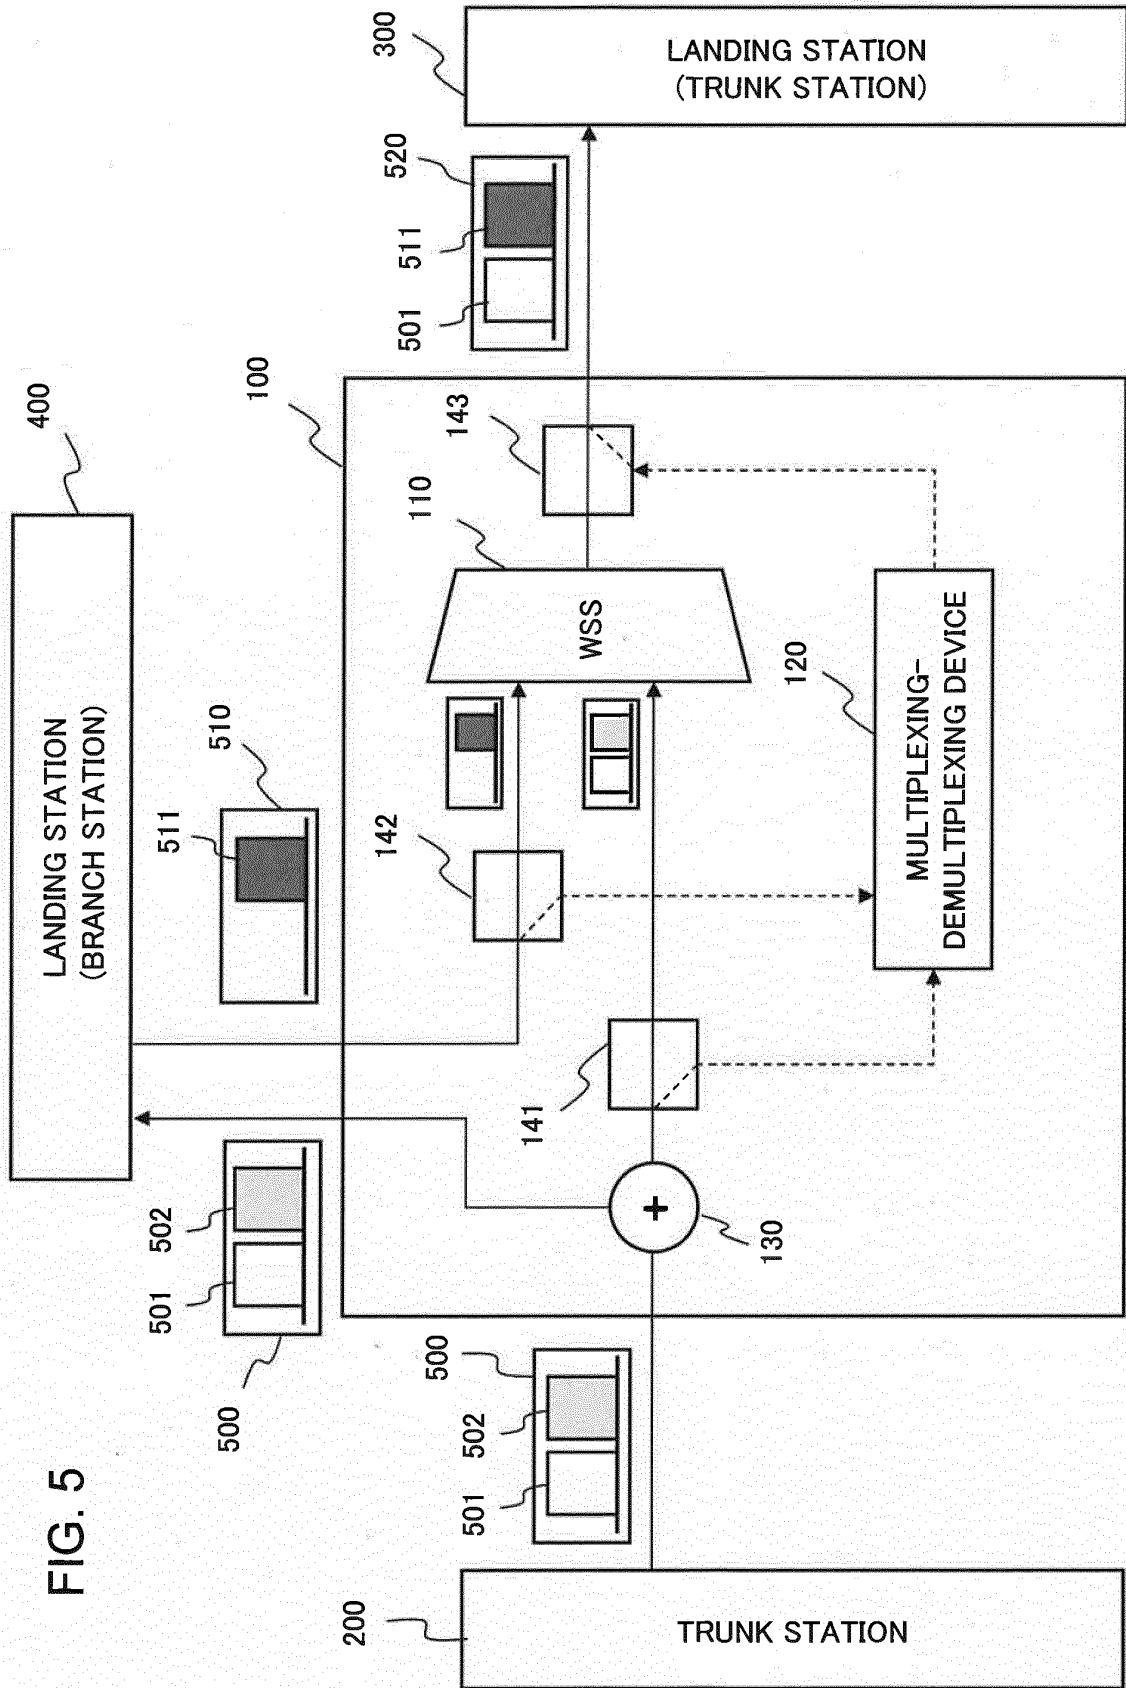 FIG. 5
400
LANDING STATION
(BRANCH STATION)
500
501
502
511
510
100
200
TRUNK STATION
501
502
500
130
141
142
110
WSS
143
120
MULTIPLEXING-
DEMULTIPLEXING DEVICE
501
511
520
300
LANDING STATION
(TRUNK STATION)
+